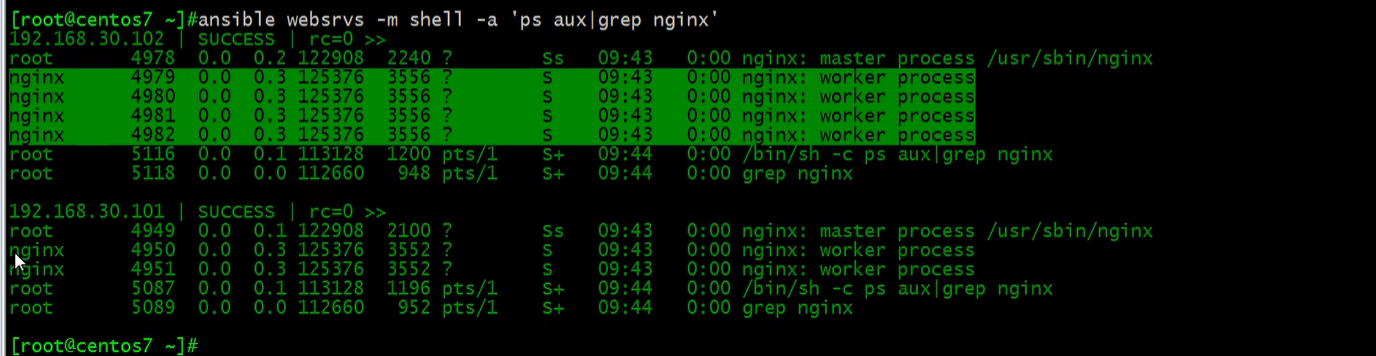 [root@centos7 ~]#ansible websrvs -m shell -a 'ps aux|grep nginx'
192.168.30.102 | SUCCESS | rc=0 >>
root 4978 0.0 0.2 122908 2240 ? Ss 09:43 0:00 nginx: master process /usr/sbin/nginx
nginx 4979 0.0 0.3 125376 3556 ? S 09:43 0:00 nginx: worker process
nginx 4980 0.0 0.3 125376 3556 ? S 09:43 0:00 nginx: worker process
nginx 4981 0.0 0.3 125376 3556 ? S 09:43 0:00 nginx: worker process
nginx 4982 0.0 0.3 125376 3556 ? S 09:43 0:00 nginx: worker process
root 5116 0.0 0.1 113128 1200 pts/1 S+ 09:44 0:00 /bin/sh -c ps aux|grep nginx
root 5118 0.0 0.0 112660 948 pts/1 S+ 09:44 0:00 grep nginx
192.168.30.101 | SUCCESS | rc=0 >>
root 4949 0.0 0.1 122908 2100 ? Ss 09:43 0:00 nginx: master process /usr/sbin/nginx
nginx 4950 0.0 0.3 125376 3552 ? S 09:43 0:00 nginx: worker process
nginx 4951 0.0 0.3 125376 3552 ? S 09:43 0:00 nginx: worker process
root 5087 0.0 0.1 113128 1196 pts/1 S+ 09:44 0:00 /bin/sh -c ps aux|grep nginx
root 5089 0.0 0.0 112660 952 pts/1 S+ 09:44 0:00 grep nginx
[root@centos7 ~]#